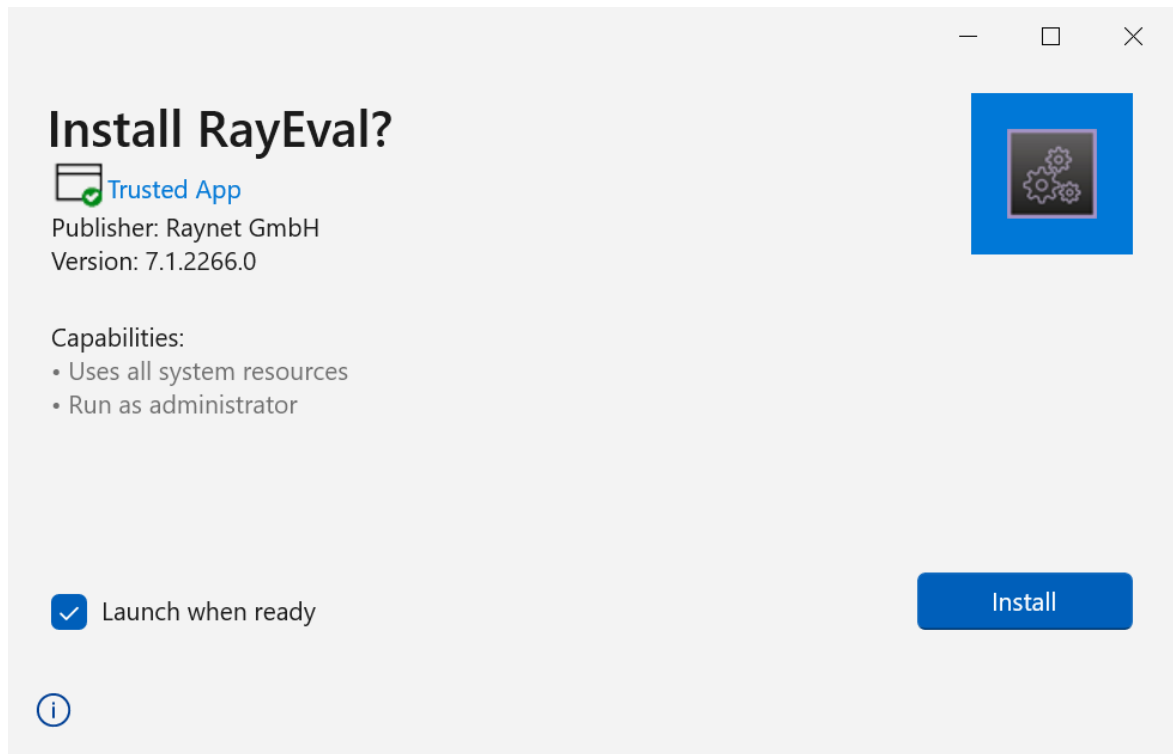 Install RayEval?
Trusted App
Publisher: Raynet GmbH
Version: 7.1.2266.0
Capabilities:
• Uses all system resources
• Run as administrator
Launch when ready
Install